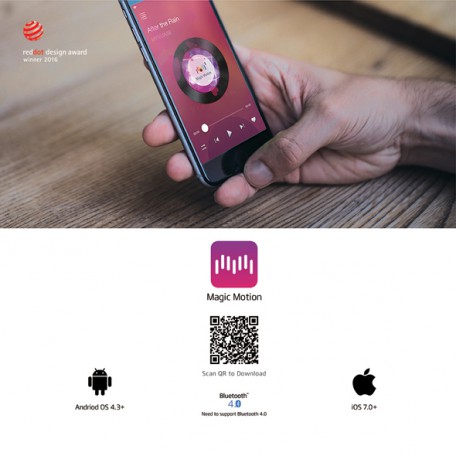 reddot design award
winner 2016
After the Rain
Magic Motion
Scan QR to Download
Bluetooth®
4.0
Andriod OS 4.3+
Need to support Bluetooth 4.0
iOS 7.0+